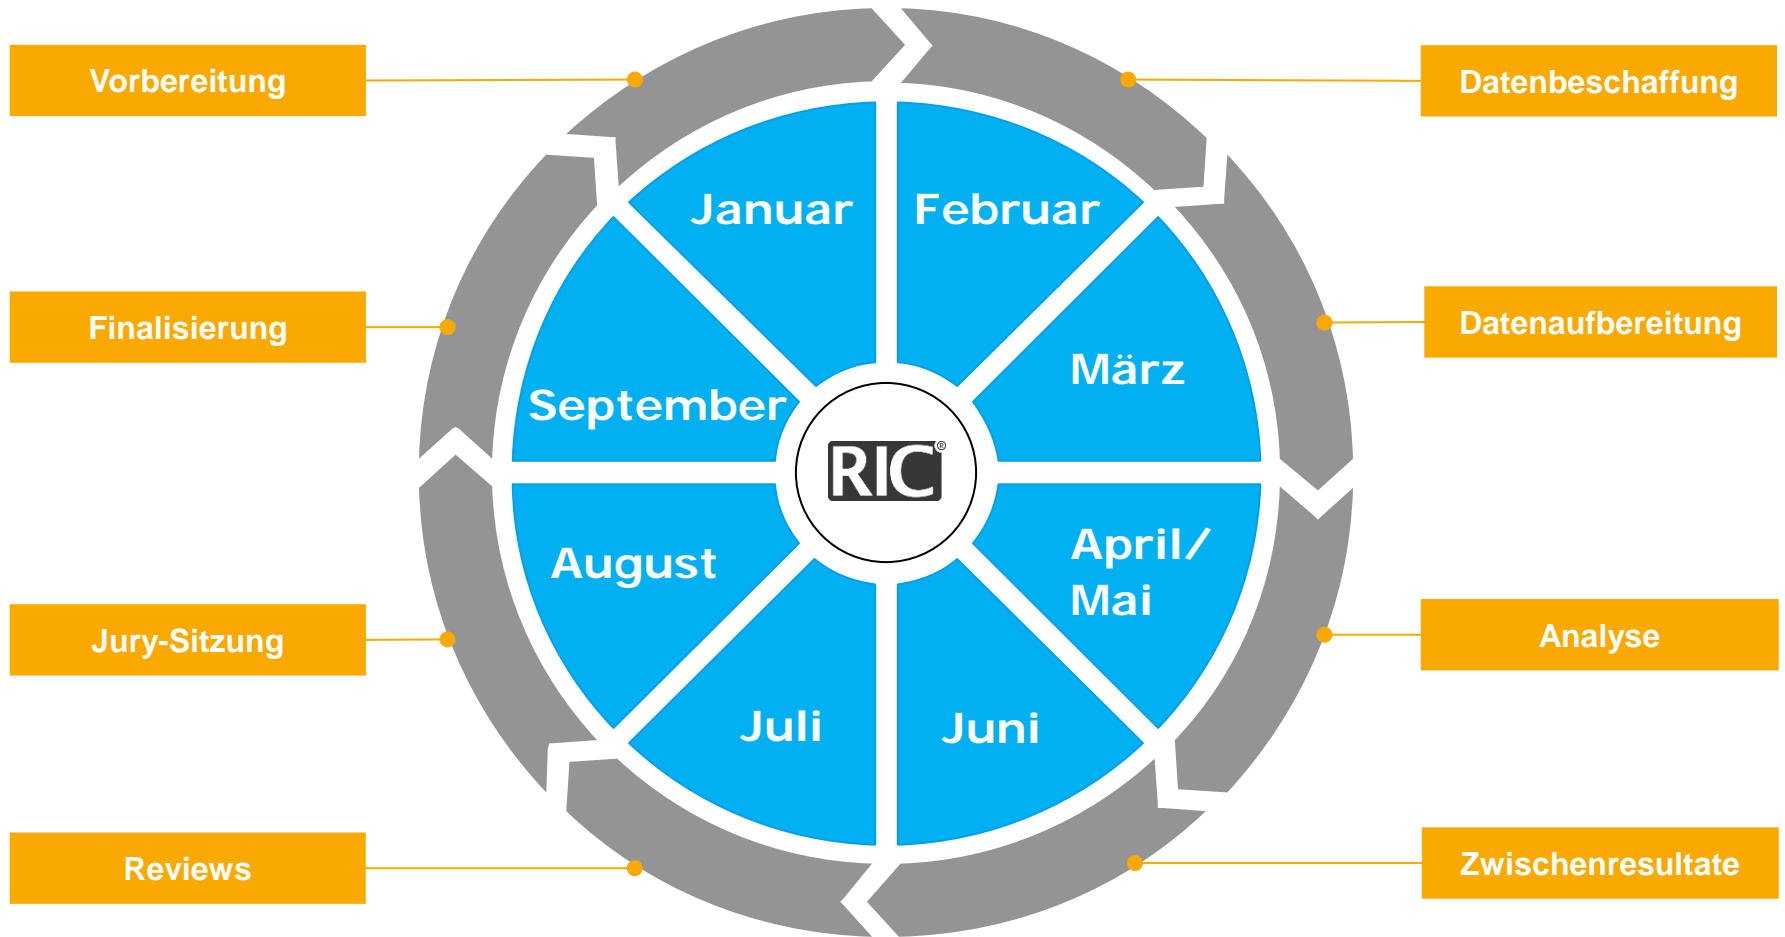 Vorbereitung
Datenbeschaffung
Januar
Februar
Finalisierung
Datenaufbereitung
März
September
RIC®
April/
Mai
August
Jury-Sitzung
Analyse
Juli
Juni
Reviews
Zwischenresultate